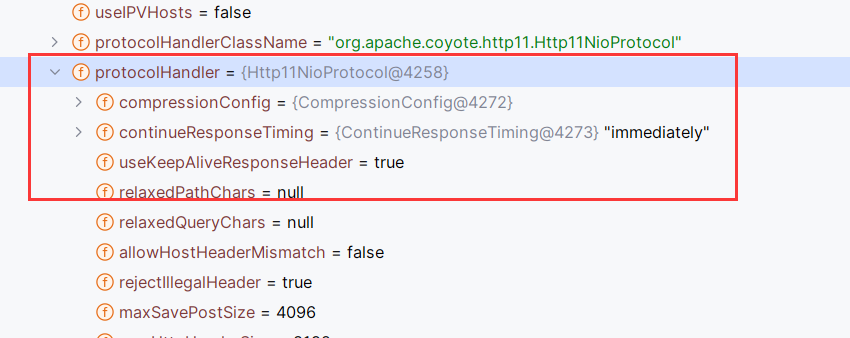 f useIPVHosts = false
f protocolHandlerClassName = "org.apache.coyote.http11.Http11NioProtocol"
f protocolHandler = {Http11NioProtocol@4258}
f compressionConfig = {CompressionConfig@4272}
f continueResponseTiming = {ContinueResponseTiming@4273} "immediately"
f useKeepAliveResponseHeader = true
f relaxedPathChars = null
f relaxedQueryChars = null
f allowHostHeaderMismatch = false
f rejectIllegalHeader = true
f maxSavePostSize = 4096